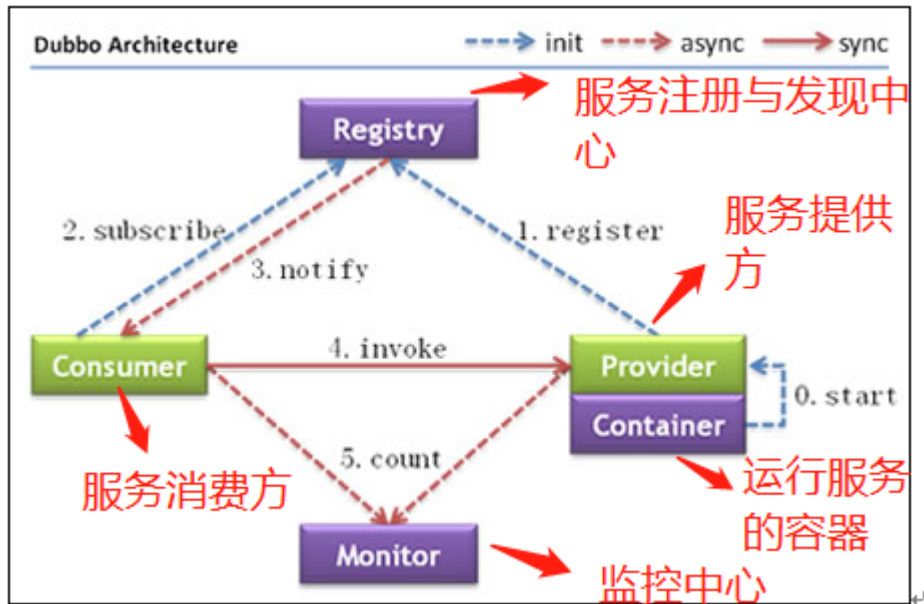 Dubbo Architecture
init
async
sync
Registry
服务注册与发现中
心
2. subscribe
1. register
服务提供
方
3. notify
Consumer
4. invoke
Provider
0. start
Container
5. count
服务消费方
运行服务
的容器
Monitor
监控中心